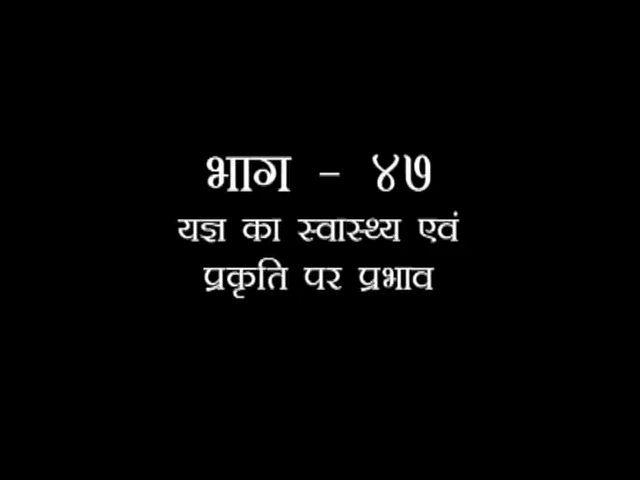 भाग - ४७
यज्ञ का स्वास्थ्य एवं
प्रकृति पर प्रभाव